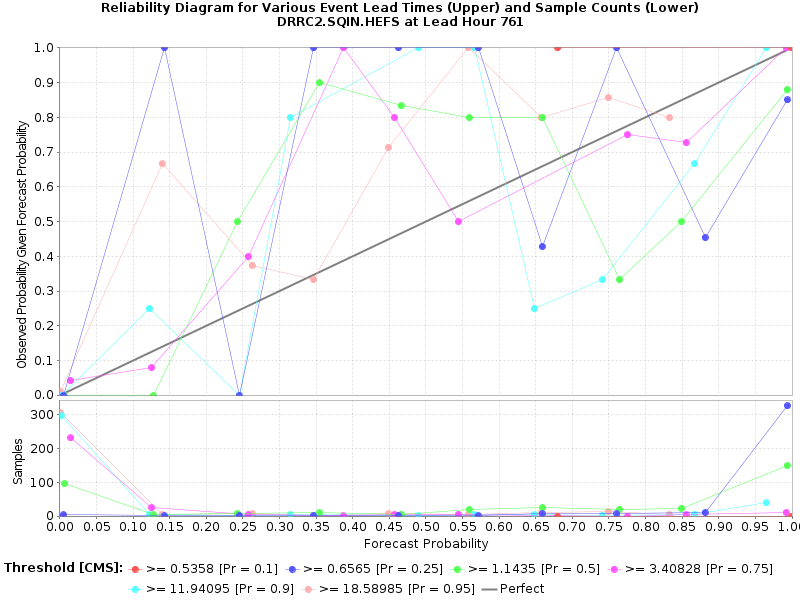 Reliability Diagram for Various Event Lead Times (Upper) and Sample Counts (Lower)
DRRC2.SQIN.HEFS at Lead Hour 761
Observed Probability Given Forecast Probability
1.0
0.9
0.8
0.7
0.6
0.5
0.4
0.3
0.2
0.1
0.0
Samples
300
200
100
0
0.00 0.05 0.10 0.15 0.20 0.25 0.30 0.35 0.40 0.45 0.50 0.55 0.60 0.65 0.70 0.75 0.80 0.85 0.90 0.95 1.0
Forecast Probability
Threshold [CMS]: >= 0.5358 [Pr = 0.1] >= 0.6565 [Pr = 0.25] >= 1.1435 [Pr = 0.5] >= 3.40828 [Pr = 0.75]
>= 11.94095 [Pr = 0.9] >= 18.58985 [Pr = 0.95] Perfect